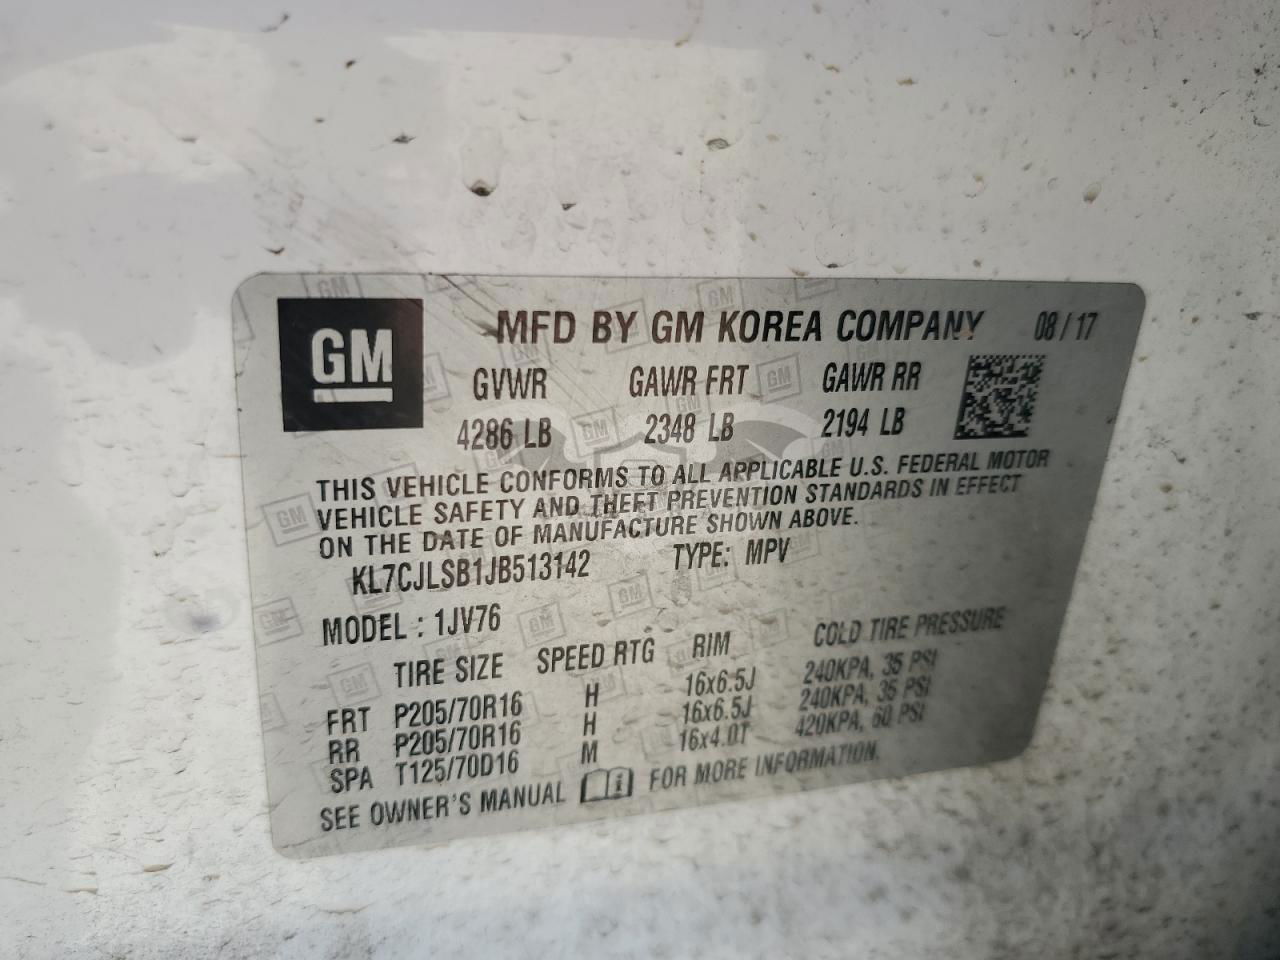 GM
MFD BY GM KOREA COMPANY 08/17
GVWR GAWR FRT GAWR RR
4286 LB 2348 LB 2194 LB
THIS VEHICLE CONFORMS TO ALL APPLICABLE U.S. FEDERAL MOTOR
VEHICLE SAFETY AND THEFT PREVENTION STANDARDS IN EFFECT
ON THE DATE OF MANUFACTURE SHOWN ABOVE.
KL7CJLSB1JB513142 TYPE: MPV
MODEL : 1JV76
TIRE SIZE SPEED RTG RIM COLD TIRE PRESSURE
FRT P205/70R16 H 16x6.5J 240KPA, 35 PSI
RR P205/70R16 H 16x6.5J 240KPA, 35 PSI
SPA T125/70D16 M 16x4.0T 420KPA, 60 PSI
SEE OWNER'S MANUAL FOR MORE INFORMATION.